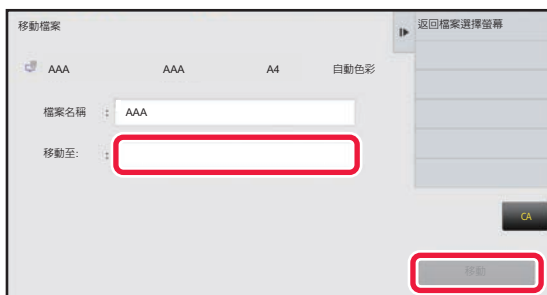 移動檔案
返回檔案選擇螢幕
AAA AAA A4 自動色彩
檔案名稱 : AAA
移動至: :
CA
移動